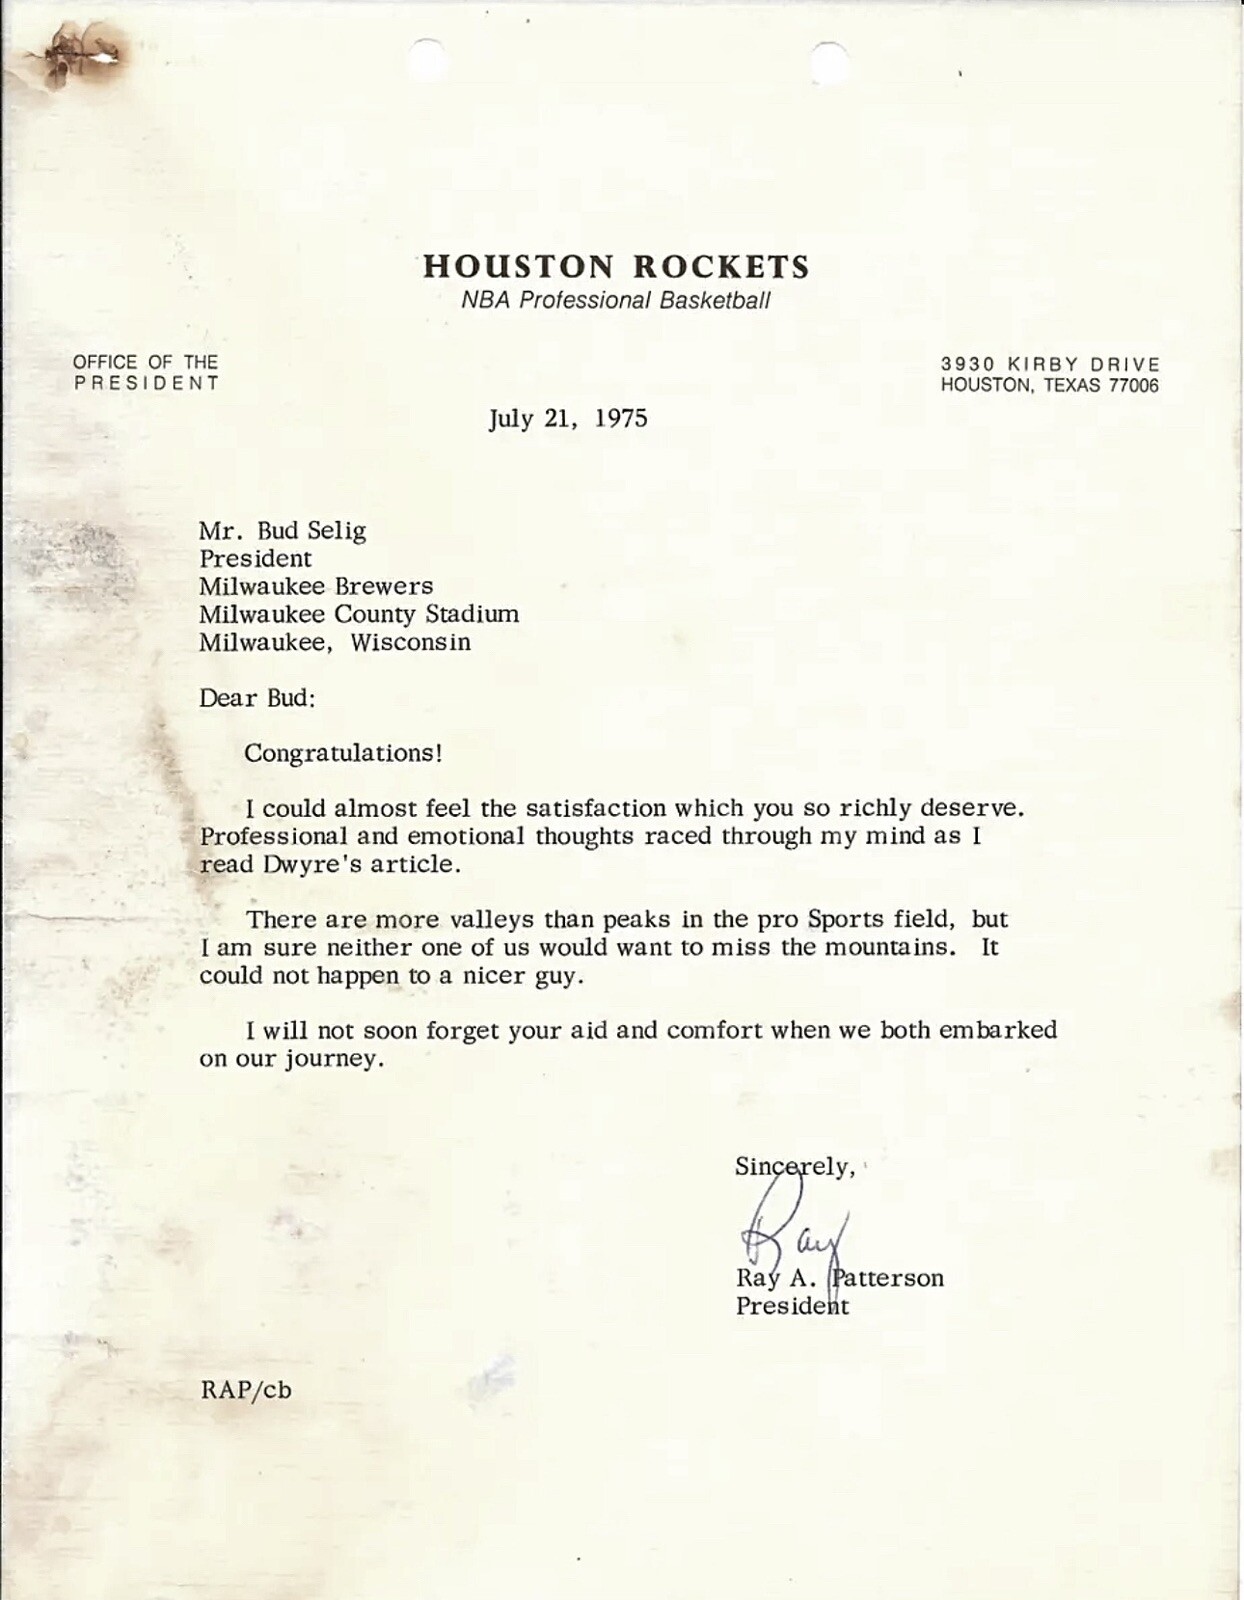 HOUSTON ROCKETS
NBA Professional Basketball
OFFICE OF THE
PRESIDENT
3930 KIRBY DRIVE
HOUSTON, TEXAS 77006
July 21, 1975
Mr. Bud Selig
President
Milwaukee Brewers
Milwaukee County Stadium
Milwaukee, Wisconsin
Dear Bud:
Congratulations!
I could almost feel the satisfaction which you so richly deserve.
Professional and emotional thoughts raced through my mind as I
read Dwyre's article.
There are more valleys than peaks in the pro Sports field, but
I am sure neither one of us would want to miss the mountains. It
could not happen to a nicer guy.
I will not soon forget your aid and comfort when we both embarked
on our journey.
Sincerely,
Ray
Ray A. Patterson
President
RAP/cb